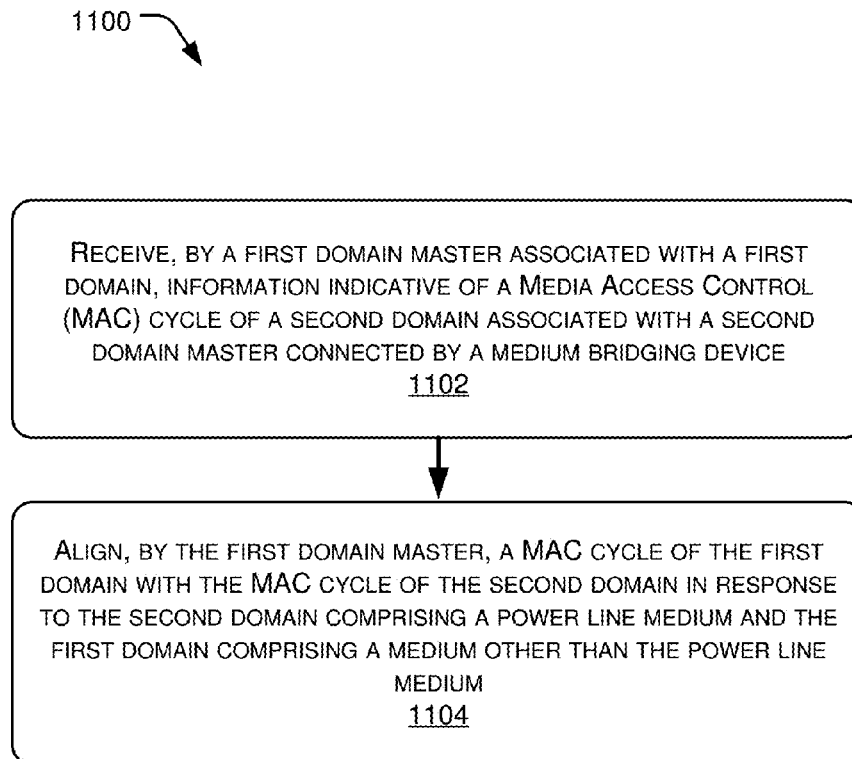 1100
RECEIVE, BY A FIRST DOMAIN MASTER ASSOCIATED WITH A FIRST
DOMAIN, INFORMATION INDICATIVE OF A MEDIA ACCESS CONTROL
(MAC) CYCLE OF A SECOND DOMAIN ASSOCIATED WITH A SECOND
DOMAIN MASTER CONNECTED BY A MEDIUM BRIDGING DEVICE
1102
ALIGN, BY THE FIRST DOMAIN MASTER, A MAC CYCLE OF THE FIRST
DOMAIN WITH THE MAC CYCLE OF THE SECOND DOMAIN IN RESPONSE
TO THE SECOND DOMAIN COMPRISING A POWER LINE MEDIUM AND THE
FIRST DOMAIN COMPRISING A MEDIUM OTHER THAN THE POWER LINE
MEDIUM
1104